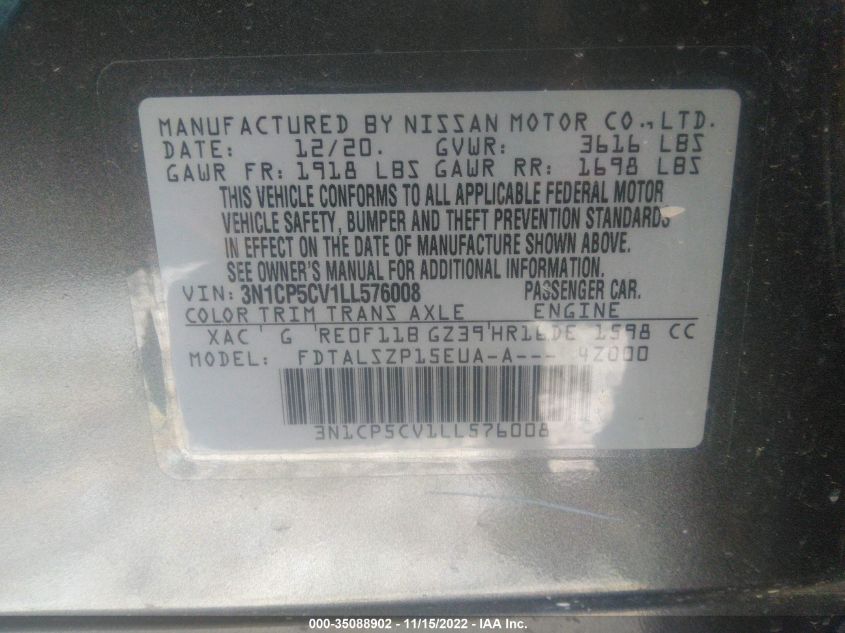 MANUFACTURED BY NISSAN MOTOR CO.,LTD.
DATE: 12/20. GVWR: 3616 LBS
GAWR FR: 1918 LBS GAWR RR: 1698 LBS
THIS VEHICLE CONFORMS TO ALL APPLICABLE FEDERAL MOTOR
VEHICLE SAFETY, BUMPER AND THEFT PREVENTION STANDARDS
IN EFFECT ON THE DATE OF MANUFACTURE SHOWN ABOVE.
SEE OWNER'S MANUAL FOR ADDITIONAL INFORMATION.
VIN: 3N1CP5CV1LL576008 PASSENGER CAR.
COLOR TRIM TRANS AXLE ENGINE
XAC ' G 'RE0F11B GZ39'HR16DE 1598 CC
MODEL: FDTALSZP15EUA-A--- 4Z000
3N1CP5CV1LL576008
000-35088902 - 11/15/2022 - IAA Inc.